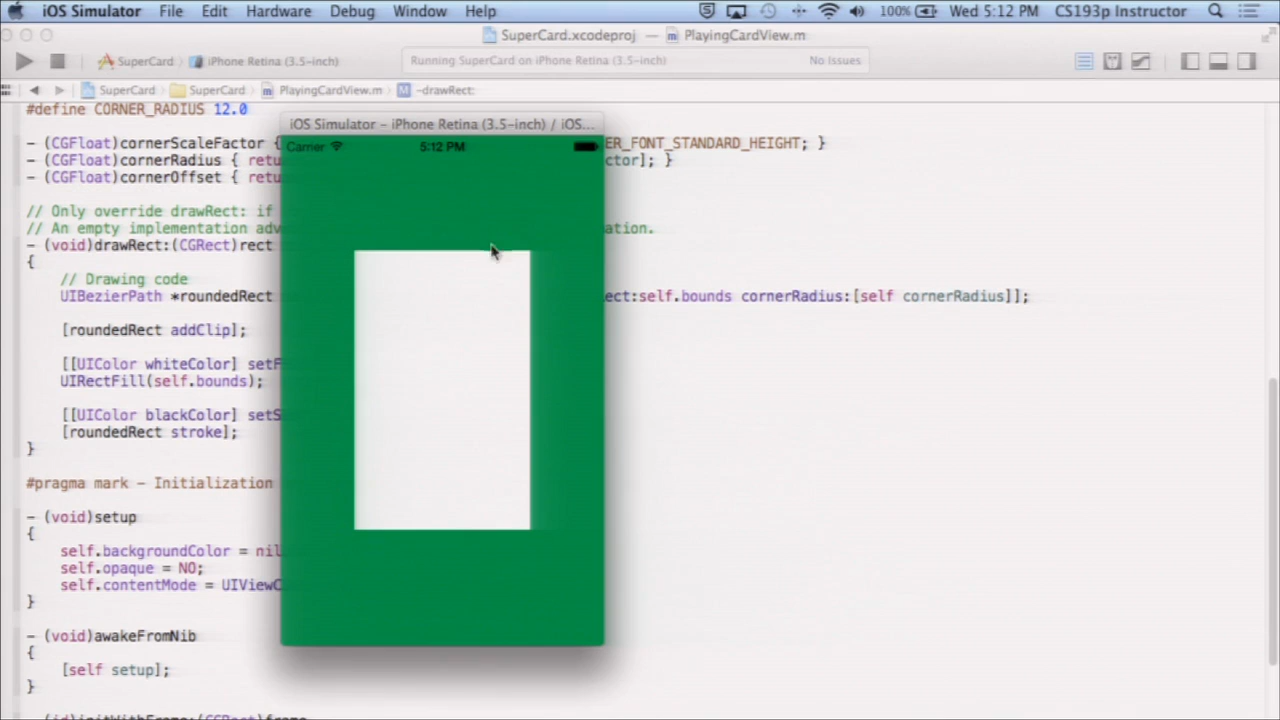 iOS Simulator File Edit Hardware Debug Window Help 100% Wed 5:12 PM CS193p Instructor
SuperCard.xcodeproj — PlayingCardView.m
SuperCard iPhone Retina (3.5-inch) Running SuperCard on iPhone Retina (3.5-inch) No Issues
SuperCard SuperCard PlayingCardView.m M -drawRect:
#define CORNER_RADIUS 12.0
iOS Simulator - iPhone Retina (3.5-inch) / iOS...
Carrier 5:12 PM
- (CGFloat)cornerScaleFactor { ER_FONT_STANDARD_HEIGHT; }
- (CGFloat)cornerRadius { retu ctor]; }
- (CGFloat)cornerOffset { retu
// Only override drawRect: if
// An empty implementation adve ation.
- (void)drawRect:(CGRect)rect
{
// Drawing code
UIBezierPath *roundedRect ect:self.bounds cornerRadius:[self cornerRadius]];
[roundedRect addClip];
[[UIColor whiteColor] setF
UIRectFill(self.bounds);
[[UIColor blackColor] setS
[roundedRect stroke];
}
#pragma mark - Initialization
- (void)setup
{
self.backgroundColor = nil
self.opaque = NO;
self.contentMode = UIViewC
}
- (void)awakeFromNib
{
[self setup];
}
- (id)initWithFrame:(CGRect)frame